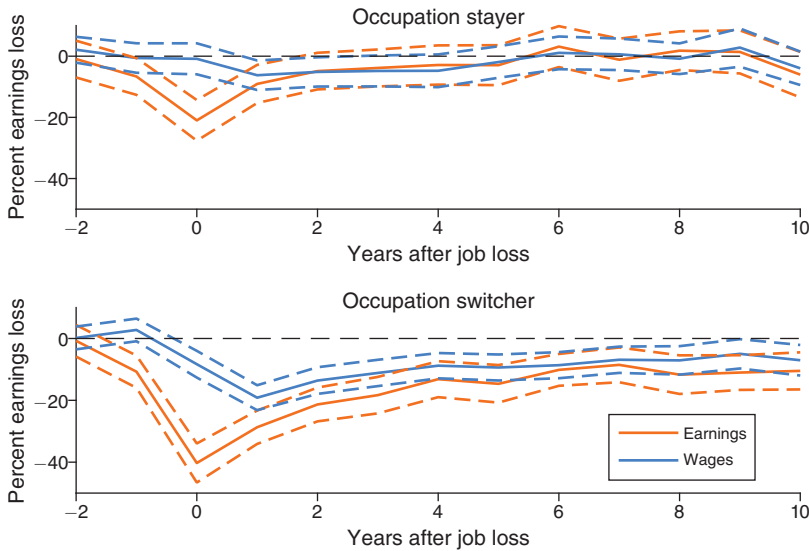 Occupation stayer
Percent earnings loss
0
−20
−40
−2
0
2
4
6
8
10
Years after job loss
Occupation switcher
Percent earnings loss
0
−20
−40
−2
0
2
4
6
8
10
Years after job loss
Earnings
Wages